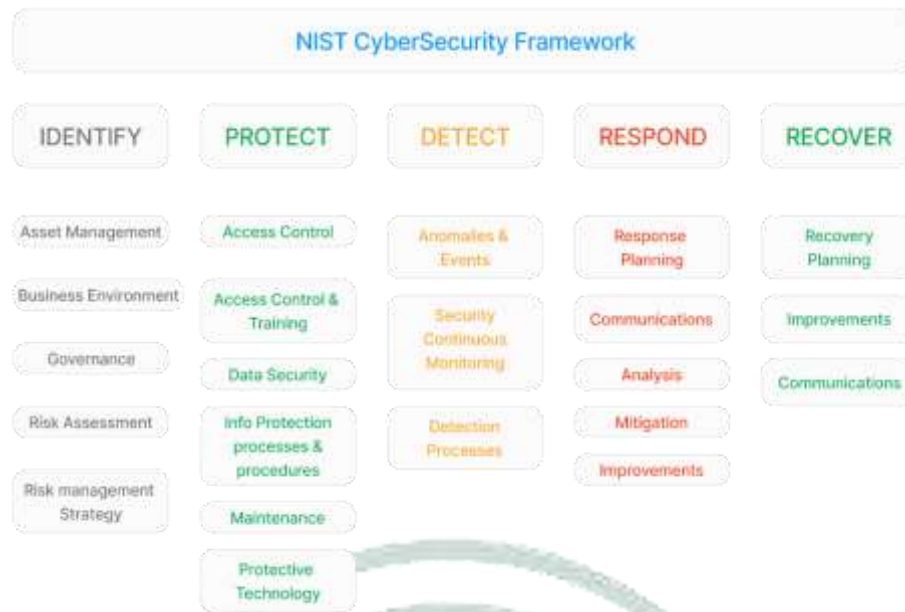 NIST CyberSecurity Framework
IDENTIFY
Asset Management
Business Environment
Governance
Risk Assessment
Risk management
Strategy
PROTECT
Access Control
Access Control &
Training
Data Security
Info Protection
processes &
procedures
Maintenance
Protective
Technology
DETECT
Anomalies &
Events
Security
Continuous
Monitoring
Detection
Processes
RESPOND
Response
Planning
Communications
Analysis
Mitigation
Improvements
RECOVER
Recovery
Planning
Improvements
Communications